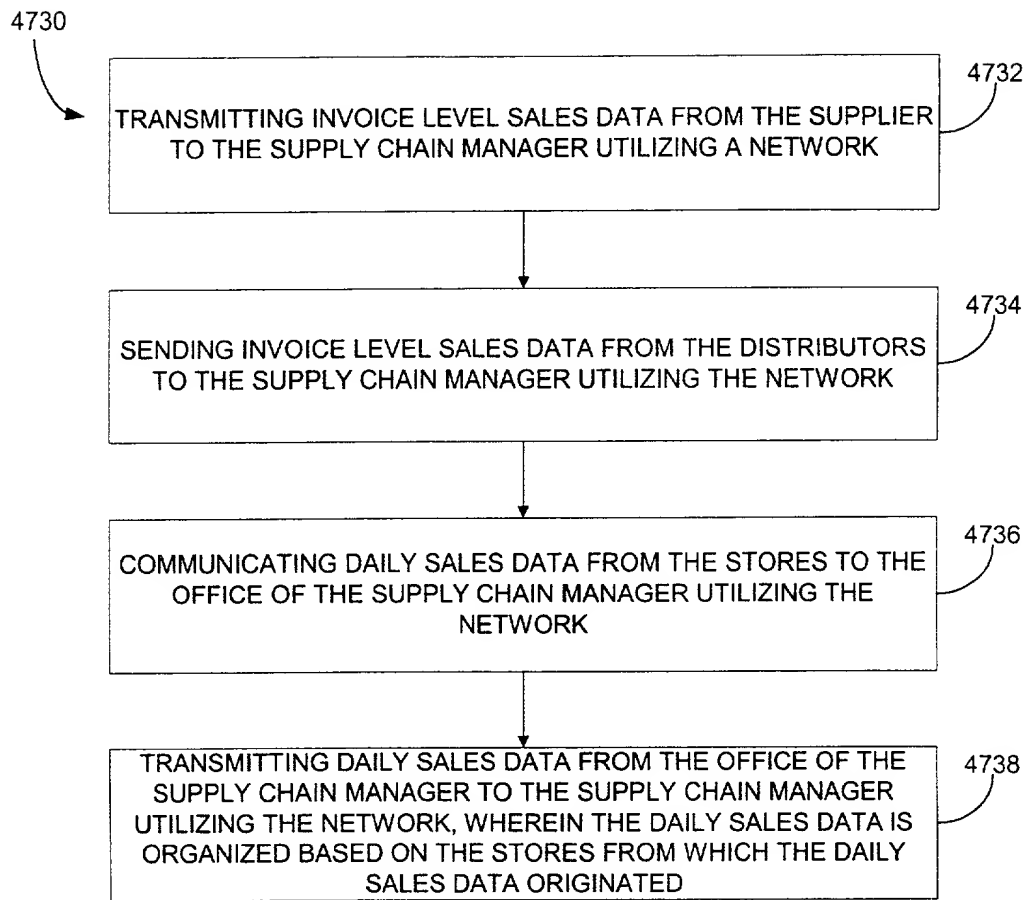 4730
4732
TRANSMITTING INVOICE LEVEL SALES DATA FROM THE SUPPLIER
TO THE SUPPLY CHAIN MANAGER UTILIZING A NETWORK
4734
SENDING INVOICE LEVEL SALES DATA FROM THE DISTRIBUTORS
TO THE SUPPLY CHAIN MANAGER UTILIZING THE NETWORK
4736
COMMUNICATING DAILY SALES DATA FROM THE STORES TO THE
OFFICE OF THE SUPPLY CHAIN MANAGER UTILIZING THE
NETWORK
4738
TRANSMITTING DAILY SALES DATA FROM THE OFFICE OF THE
SUPPLY CHAIN MANAGER TO THE SUPPLY CHAIN MANAGER
UTILIZING THE NETWORK, WHEREIN THE DAILY SALES DATA IS
ORGANIZED BASED ON THE STORES FROM WHICH THE DAILY
SALES DATA ORIGINATED